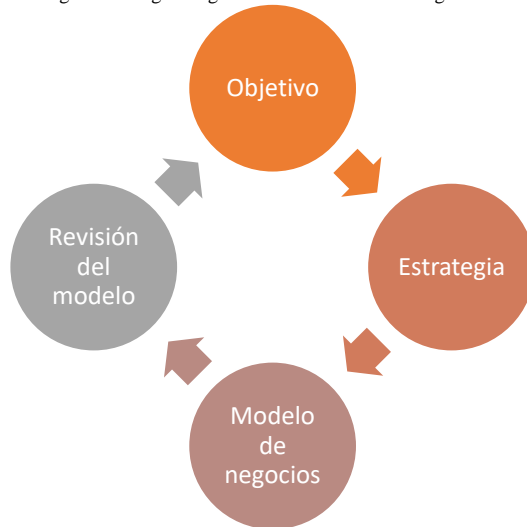 Objetivo
Estrategia
Modelo
de
negocios
Revisión
del
modelo